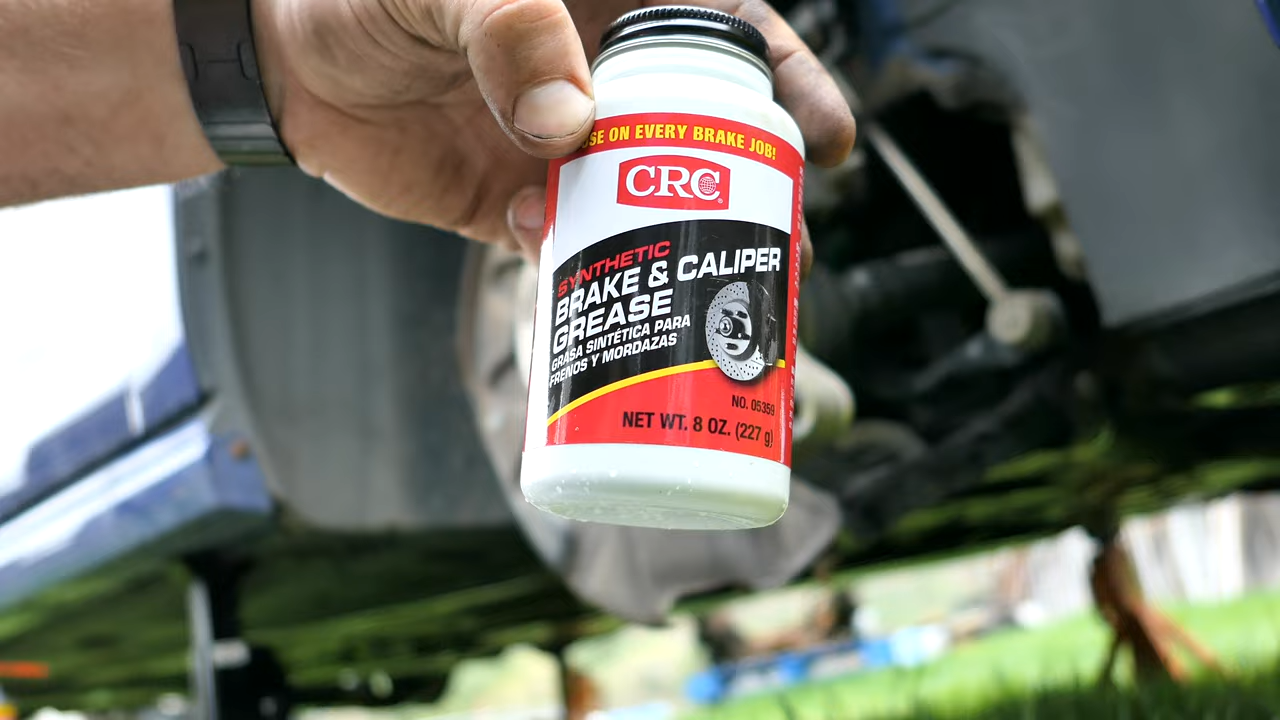 USE ON EVERY BRAKE JOB!
CRC
SYNTHETIC
BRAKE & CALIPER
GREASE
GRASA SINTÉTICA PARA
FRENOS Y MORDAZAS
NO. 05359
NET WT. 8 OZ. (227 g)